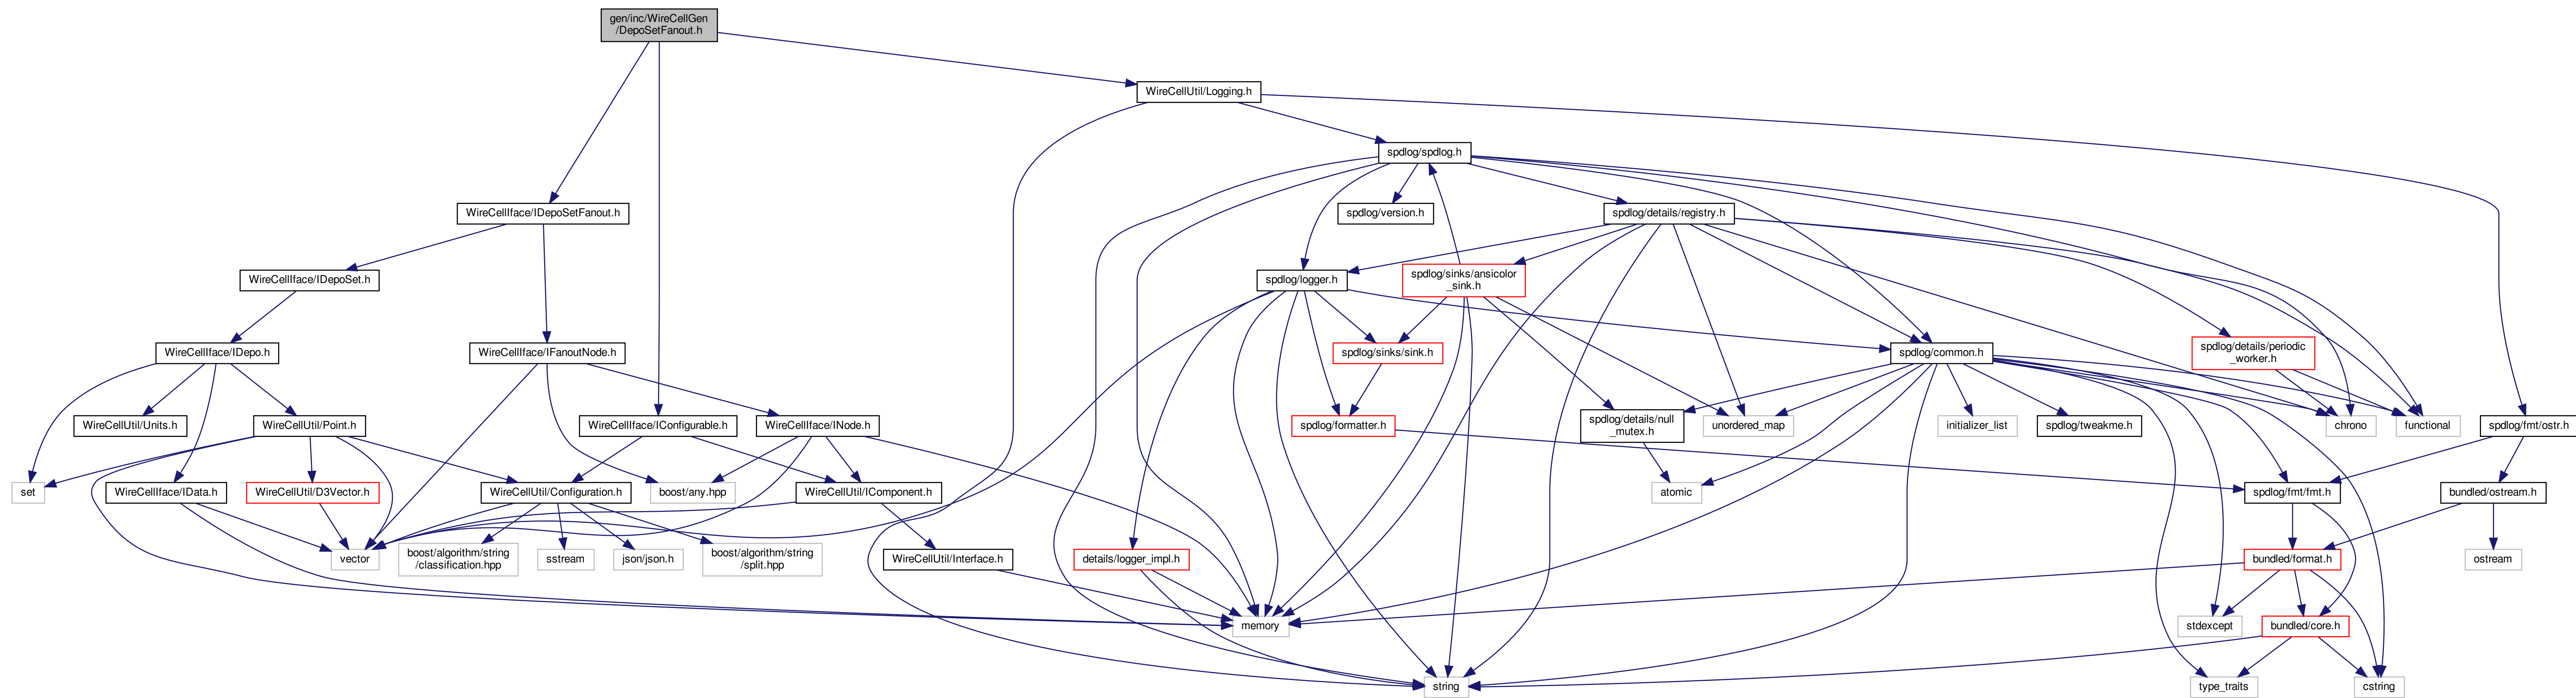 gen/inc/WireCellGen
/DepoSetFanout.h
WireCellUtil/Logging.h
spdlog/spdlog.h
WireCellIface/IDepoSetFanout.h
spdlog/version.h
spdlog/details/registry.h
WireCellIface/IDepoSet.h
spdlog/logger.h
spdlog/sinks/ansicolor
_sink.h
WireCellIface/IDepo.h
WireCellIface/IFanoutNode.h
spdlog/sinks/sink.h
spdlog/common.h
spdlog/details/periodic
_worker.h
WireCellUtil/Units.h
WireCellUtil/Point.h
WireCellIface/IConfigurable.h
WireCellIface/INode.h
spdlog/formatter.h
spdlog/details/null
_mutex.h
unordered_map
initializer_list
spdlog/tweakme.h
chrono
functional
spdlog/fmt/ostr.h
set
WireCellIface/IData.h
WireCellUtil/D3Vector.h
WireCellUtil/Configuration.h
boost/any.hpp
WireCellUtil/IComponent.h
atomic
spdlog/fmt/fmt.h
bundled/ostream.h
vector
boost/algorithm/string
/classification.hpp
sstream
json/json.h
boost/algorithm/string
/split.hpp
WireCellUtil/Interface.h
details/logger_impl.h
bundled/format.h
ostream
memory
stdexcept
bundled/core.h
string
type_traits
cstring